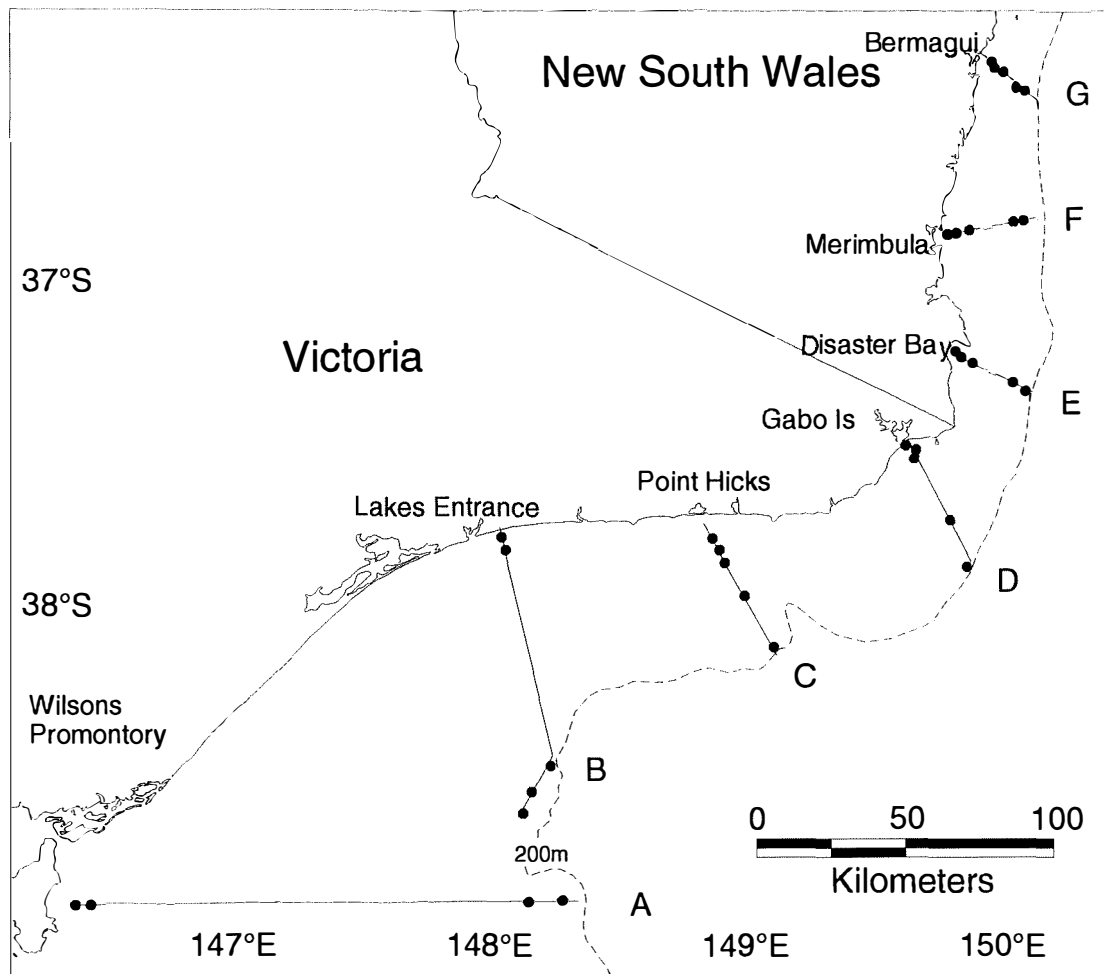 Bermagui
New South Wales
G
F
Merimbula
37°S
Disaster Bay
Victoria
E
Gabo Is
Point Hicks
Lakes Entrance
D
38°S
C
Wilsons
Promontory
B
0 50 100
200m
Kilometers
A
147°E 148°E 149°E 150°E